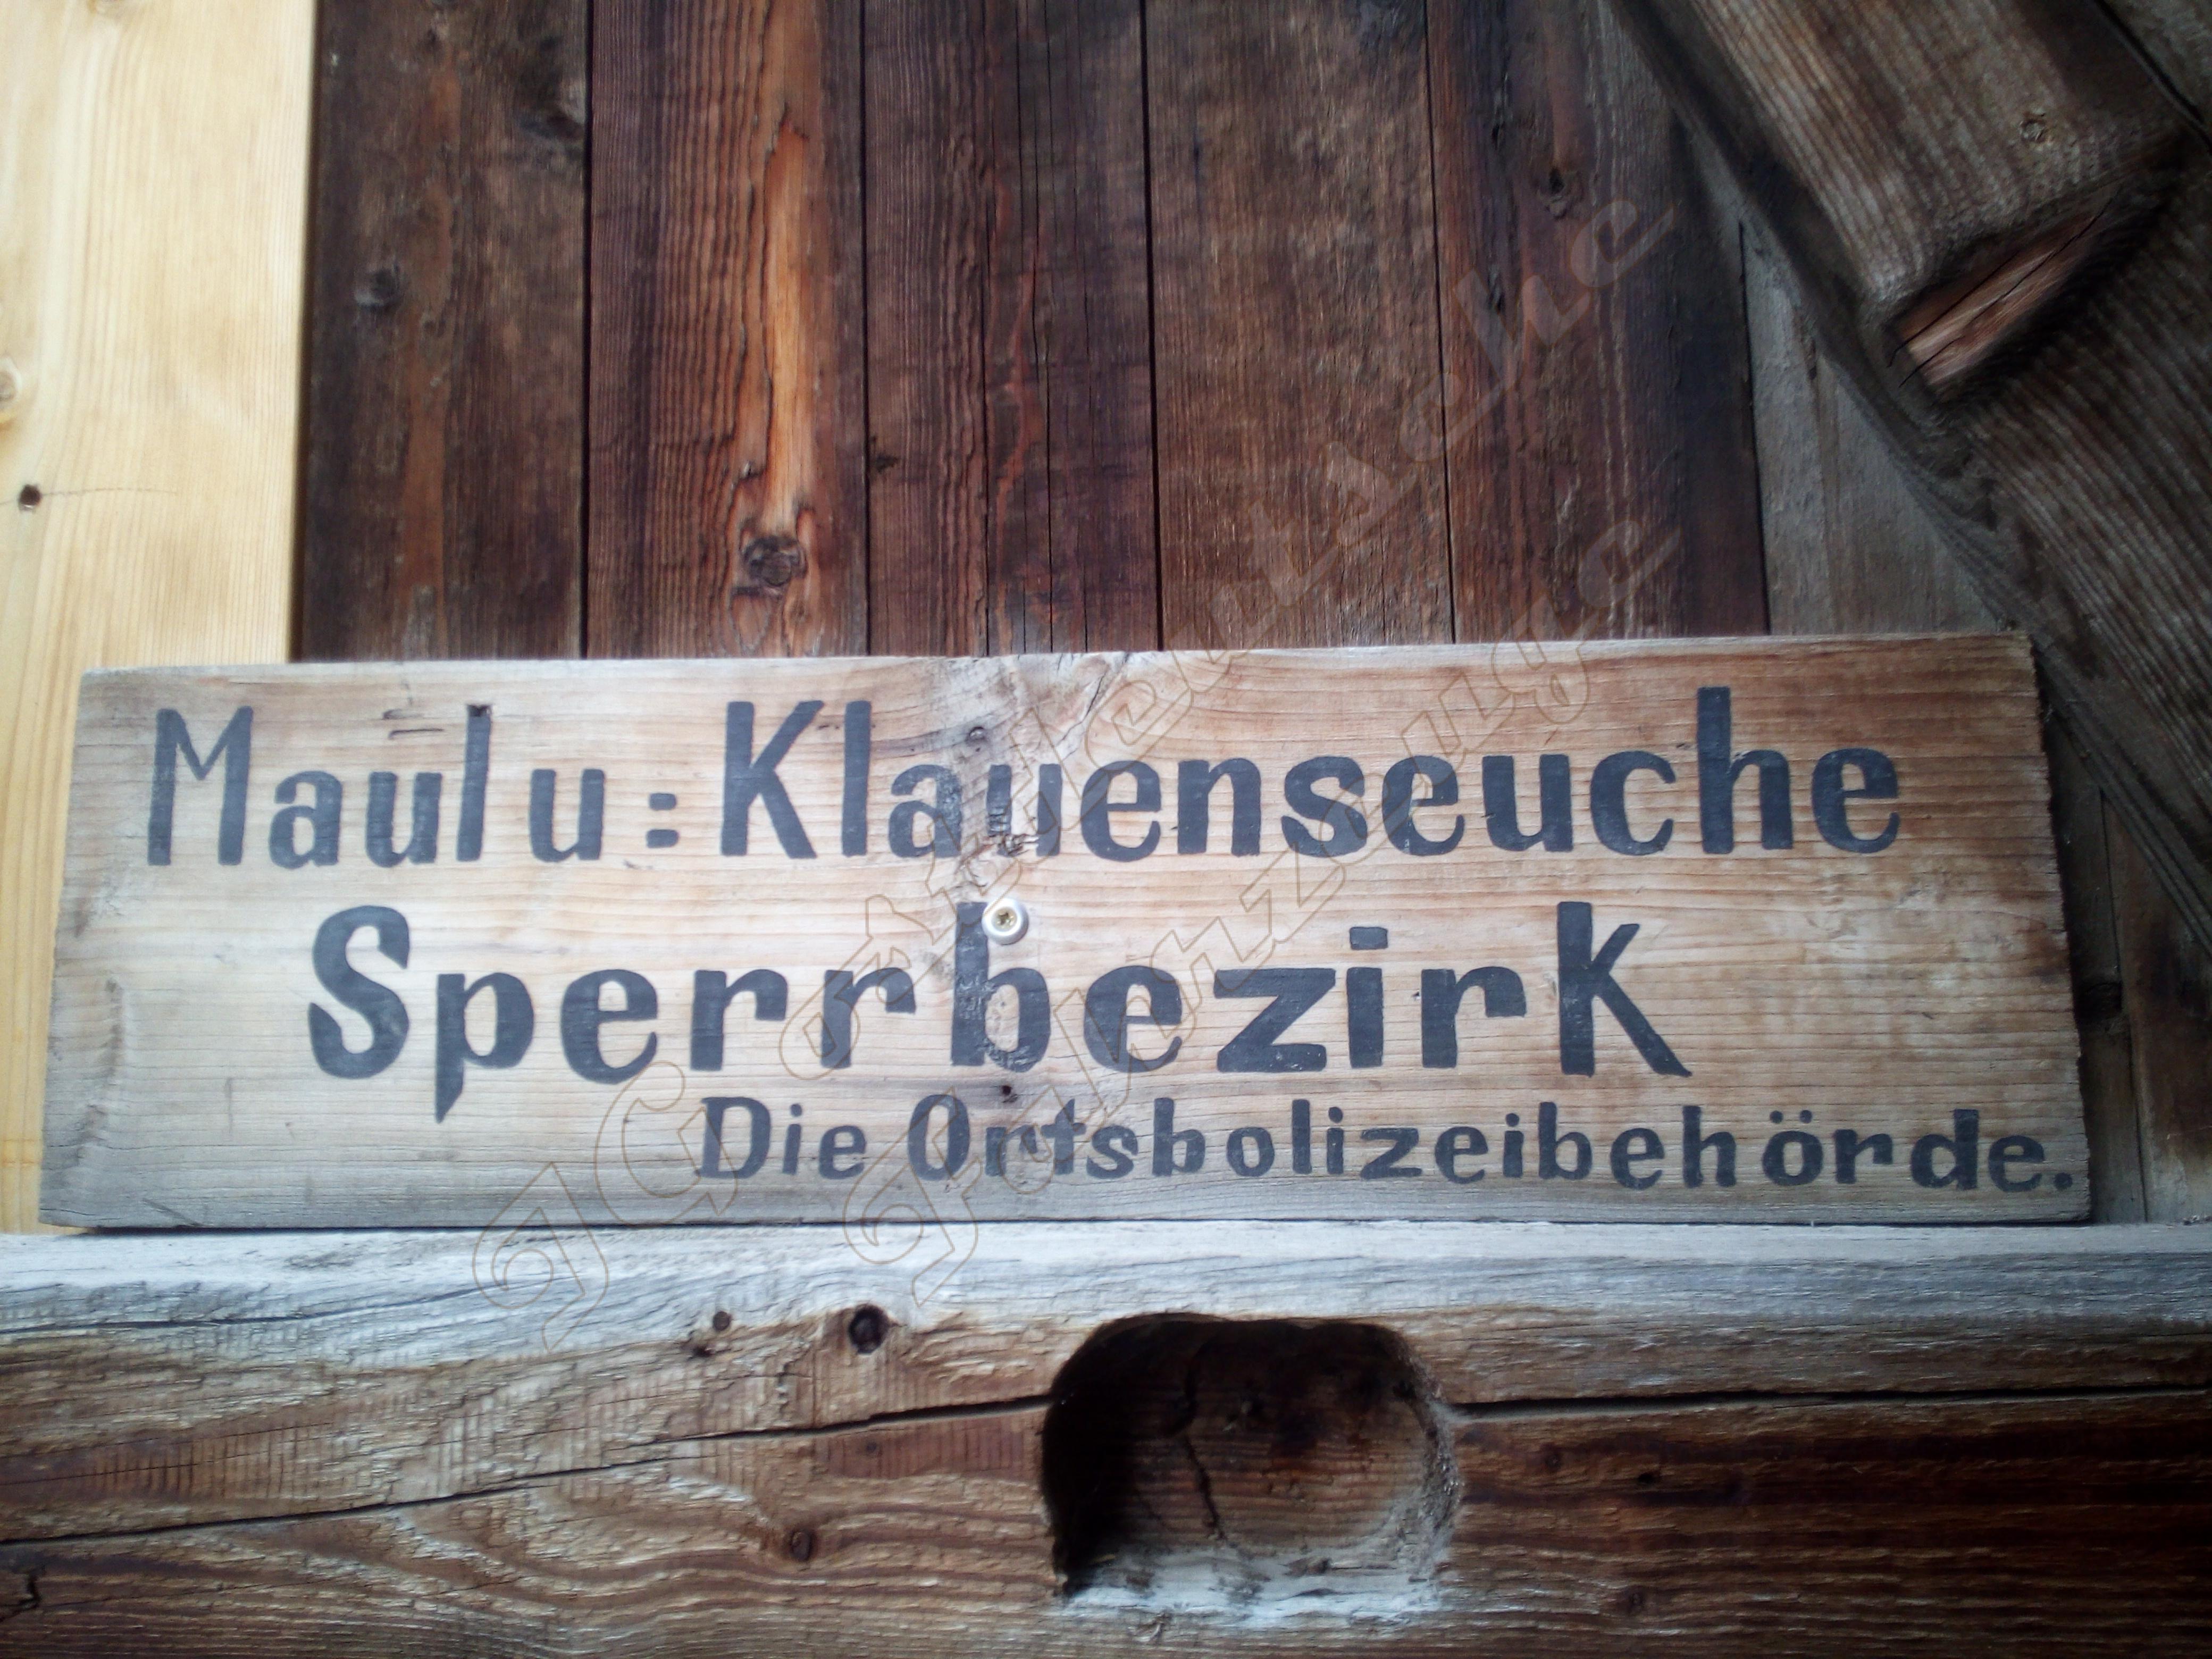 Maul u: Klauenseuche
Sperrbezirk
Die Ortsbolizeibehörde.